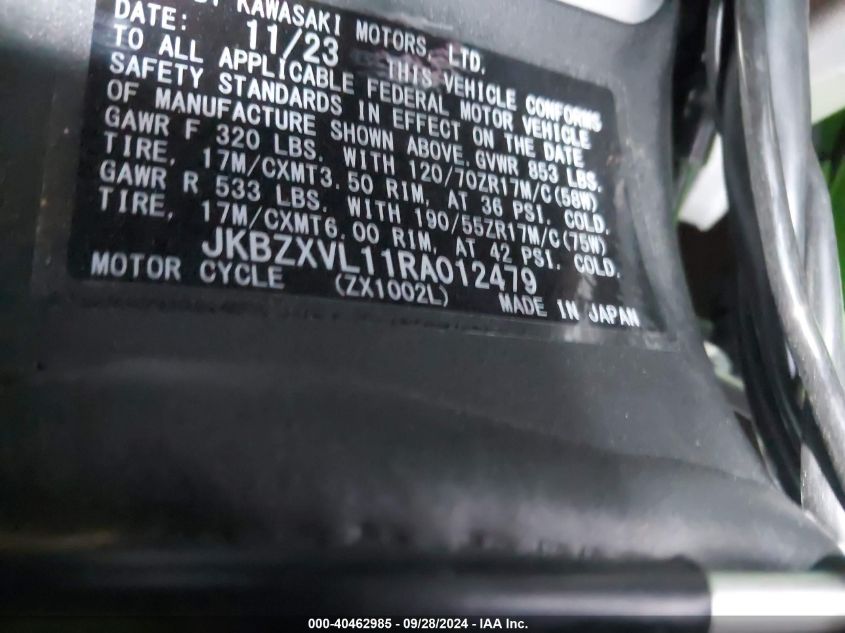 BY KAWASAKI MOTORS, LTD.
DATE: 11/23 THIS VEHICLE CONFORMS
TO ALL APPLICABLE FEDERAL MOTOR VEHICLE
SAFETY STANDARDS IN EFFECT ON THE DATE
OF MANUFACTURE SHOWN ABOVE. GVWR 853 LBS.
GAWR F 320 LBS. WITH 120/70ZR17M/C(58W)
TIRE, 17M/CXMT3.50 RIM, AT 36 PSI. COLD.
GAWR R 533 LBS. WITH 190/55ZR17M/C(75W)
TIRE, 17M/CXMT6.00 RIM, AT 42 PSI. COLD.
JKBZXVL11RA012479
MOTOR CYCLE (ZX1002L) MADE IN JAPAN
000-40462985 / 09/28/2024 - IAA Inc.